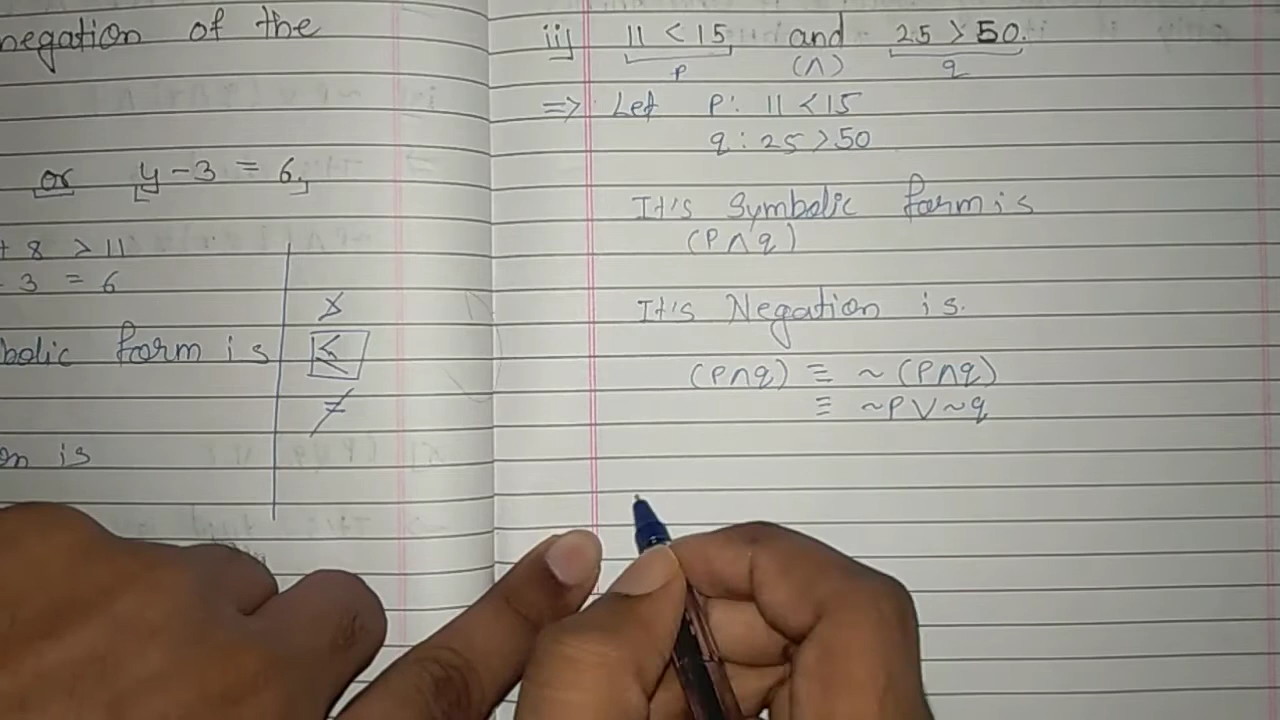 negation of the
or y - 3 = 6.
+ 8 > 11
- 3 = 6
bolic form is
≯
≤
≠
on is
ii) 11 < 15 and 25 > 50.
p (∧) q
=> Let p : 11 < 15
q : 25 > 50
It's Symbolic form is
(p ∧ q)
It's Negation is.
(p∧q) ≡ ~ (p∧q)
≡ ~p ∨ ~q